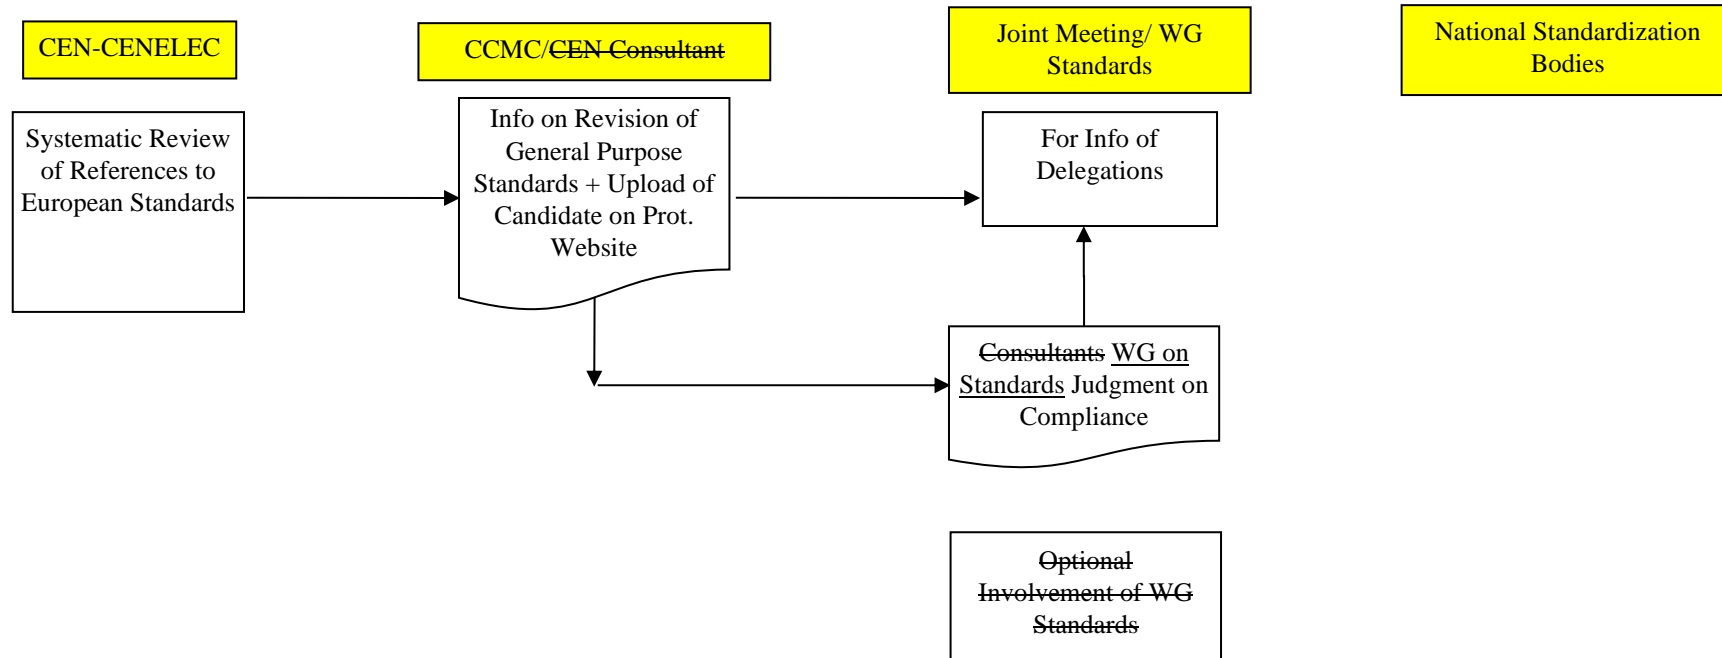 CEN-CENELEC
CCMC/CEN Consultant
Joint Meeting/ WG
Standards
National Standardization
Bodies
Systematic Review
of References to
European Standards
Info on Revision of
General Purpose
Standards + Upload of
Candidate on Prot.
Website
For Info of
Delegations
Consultants WG on
Standards Judgment on
Compliance
Optional
Involvement of WG
Standards